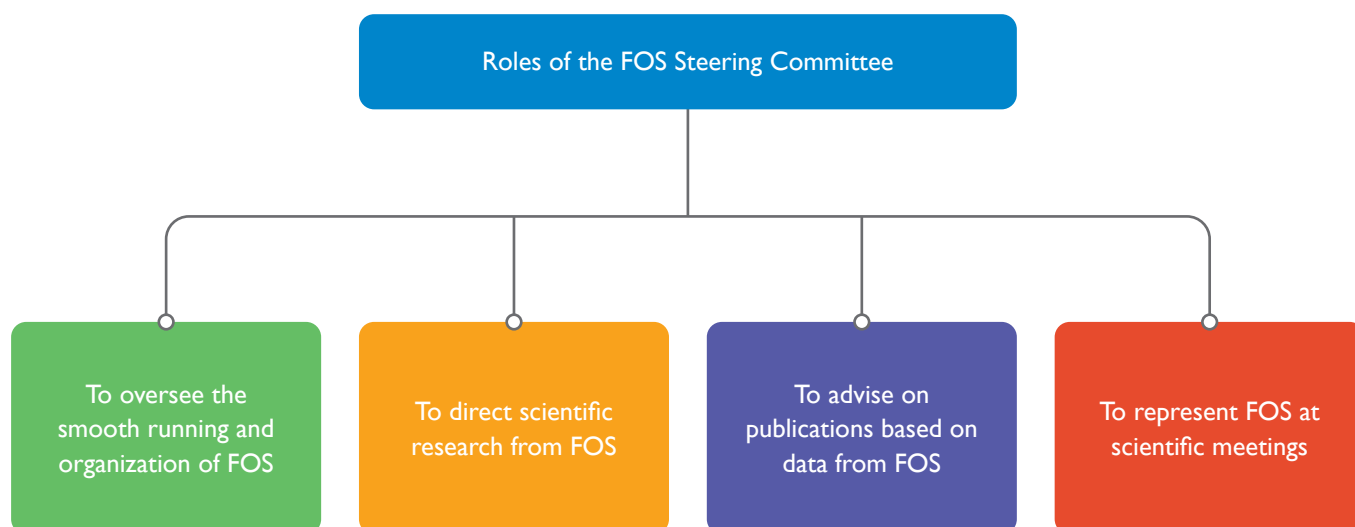 Roles of the FOS Steering Committee
To oversee the
smooth running and
organization of FOS
To direct scientific
research from FOS
To advise on
publications based on
data from FOS
To represent FOS at
scientific meetings